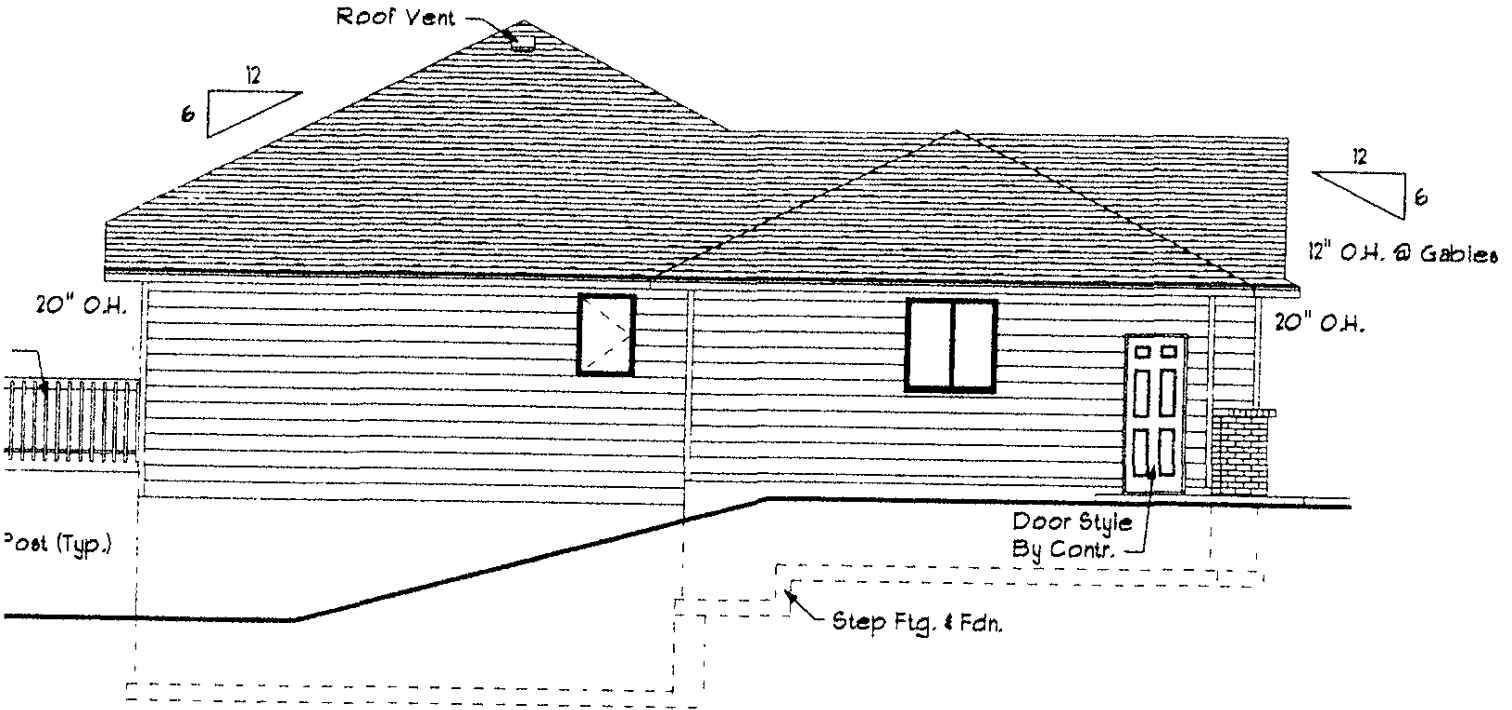 Roof Vent
12
6
12
6
12" O.H. @ Gables
20" O.H.
20" O.H.
Post (Typ.)
Door Style
By Contr.
Step Ftg. & Fdn.